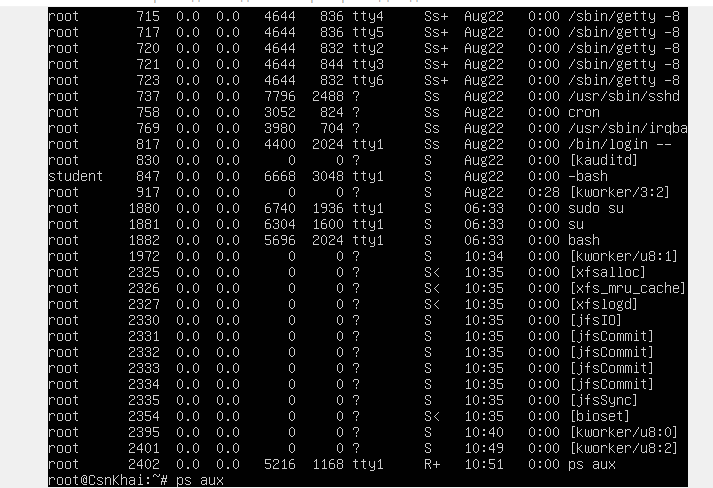 root 715 0.0 0.0 4644 836 tty4 Ss+ Aug22 0:00 /sbin/getty -8
root 717 0.0 0.0 4644 836 tty5 Ss+ Aug22 0:00 /sbin/getty -8
root 720 0.0 0.0 4644 832 tty2 Ss+ Aug22 0:00 /sbin/getty -8
root 721 0.0 0.0 4644 844 tty3 Ss+ Aug22 0:00 /sbin/getty -8
root 723 0.0 0.0 4644 832 tty6 Ss+ Aug22 0:00 /sbin/getty -8
root 737 0.0 0.0 7796 2488 ? Ss Aug22 0:00 /usr/sbin/sshd
root 758 0.0 0.0 3052 824 ? Ss Aug22 0:00 cron
root 769 0.0 0.0 3980 704 ? Ss Aug22 0:00 /usr/sbin/irqba
root 817 0.0 0.0 4400 2024 tty1 Ss Aug22 0:00 /bin/login --
root 830 0.0 0.0 0 0 ? S Aug22 0:00 [kauditd]
student 847 0.0 0.0 6668 3048 tty1 S Aug22 0:00 -bash
root 917 0.0 0.0 0 0 ? S Aug22 0:28 [kworker/3:2]
root 1880 0.0 0.0 6740 1936 tty1 S 06:33 0:00 sudo su
root 1881 0.0 0.0 6304 1600 tty1 S 06:33 0:00 su
root 1882 0.0 0.0 5696 2024 tty1 S 06:33 0:00 bash
root 1972 0.0 0.0 0 0 ? S 10:34 0:00 [kworker/u8:1]
root 2325 0.0 0.0 0 0 ? S< 10:35 0:00 [xfsalloc]
root 2326 0.0 0.0 0 0 ? S< 10:35 0:00 [xfs_mru_cache]
root 2327 0.0 0.0 0 0 ? S< 10:35 0:00 [xfslogd]
root 2330 0.0 0.0 0 0 ? S 10:35 0:00 [jfsIO]
root 2331 0.0 0.0 0 0 ? S 10:35 0:00 [jfsCommit]
root 2332 0.0 0.0 0 0 ? S 10:35 0:00 [jfsCommit]
root 2333 0.0 0.0 0 0 ? S 10:35 0:00 [jfsCommit]
root 2334 0.0 0.0 0 0 ? S 10:35 0:00 [jfsCommit]
root 2335 0.0 0.0 0 0 ? S 10:35 0:00 [jfsSync]
root 2354 0.0 0.0 0 0 ? S< 10:35 0:00 [bioset]
root 2395 0.0 0.0 0 0 ? S 10:40 0:00 [kworker/u8:0]
root 2401 0.0 0.0 0 0 ? S 10:49 0:00 [kworker/u8:2]
root 2402 0.0 0.0 5216 1168 tty1 R+ 10:51 0:00 ps aux
root@CsnKhai:~# ps aux